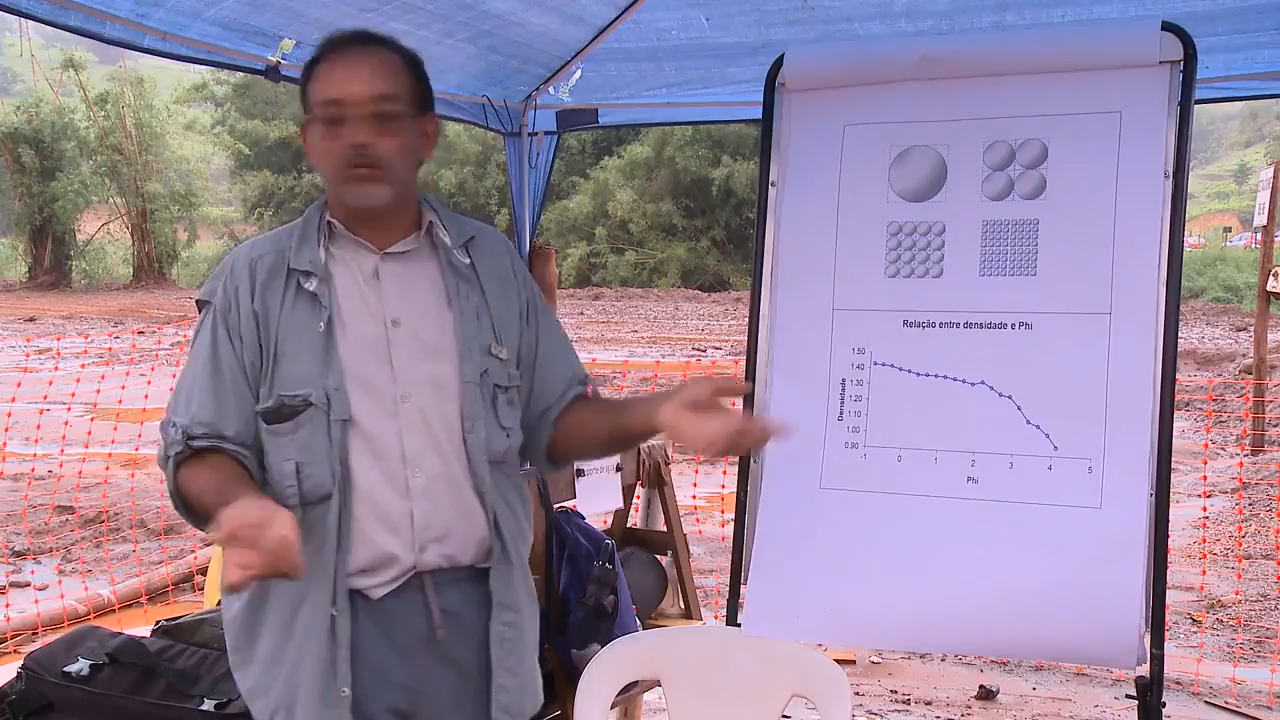 Relação entre densidade e Phi
1.50
1.40
1.30
1.20
1.10
1.00
0.90
Densidade
-1 0 1 2 3 4 5
Phi